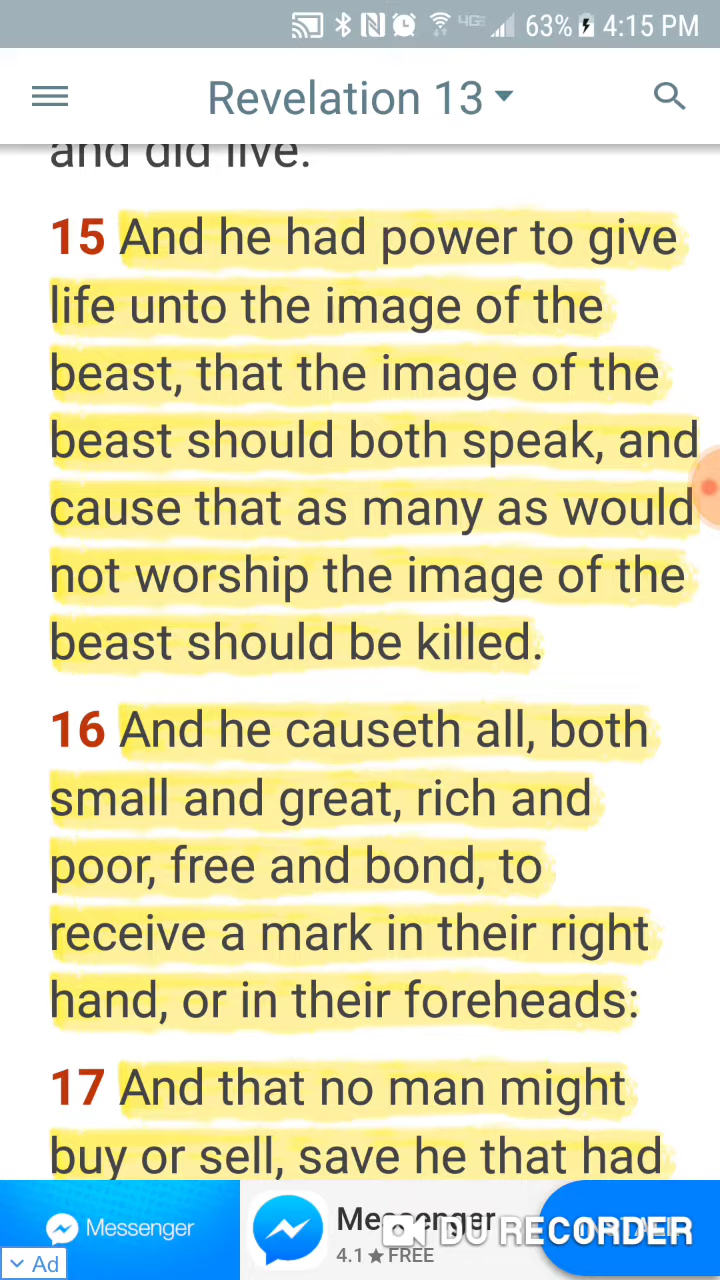 4G 63% 4:15 PM
Revelation 13
and did live.
15 And he had power to give
life unto the image of the
beast, that the image of the
beast should both speak, and
cause that as many as would
not worship the image of the
beast should be killed.
16 And he causeth all, both
small and great, rich and
poor, free and bond, to
receive a mark in their right
hand, or in their foreheads:
17 And that no man might
buy or sell, save he that had
Messenger
Messenger
DU RECORDER
4.1★FREE
Ad